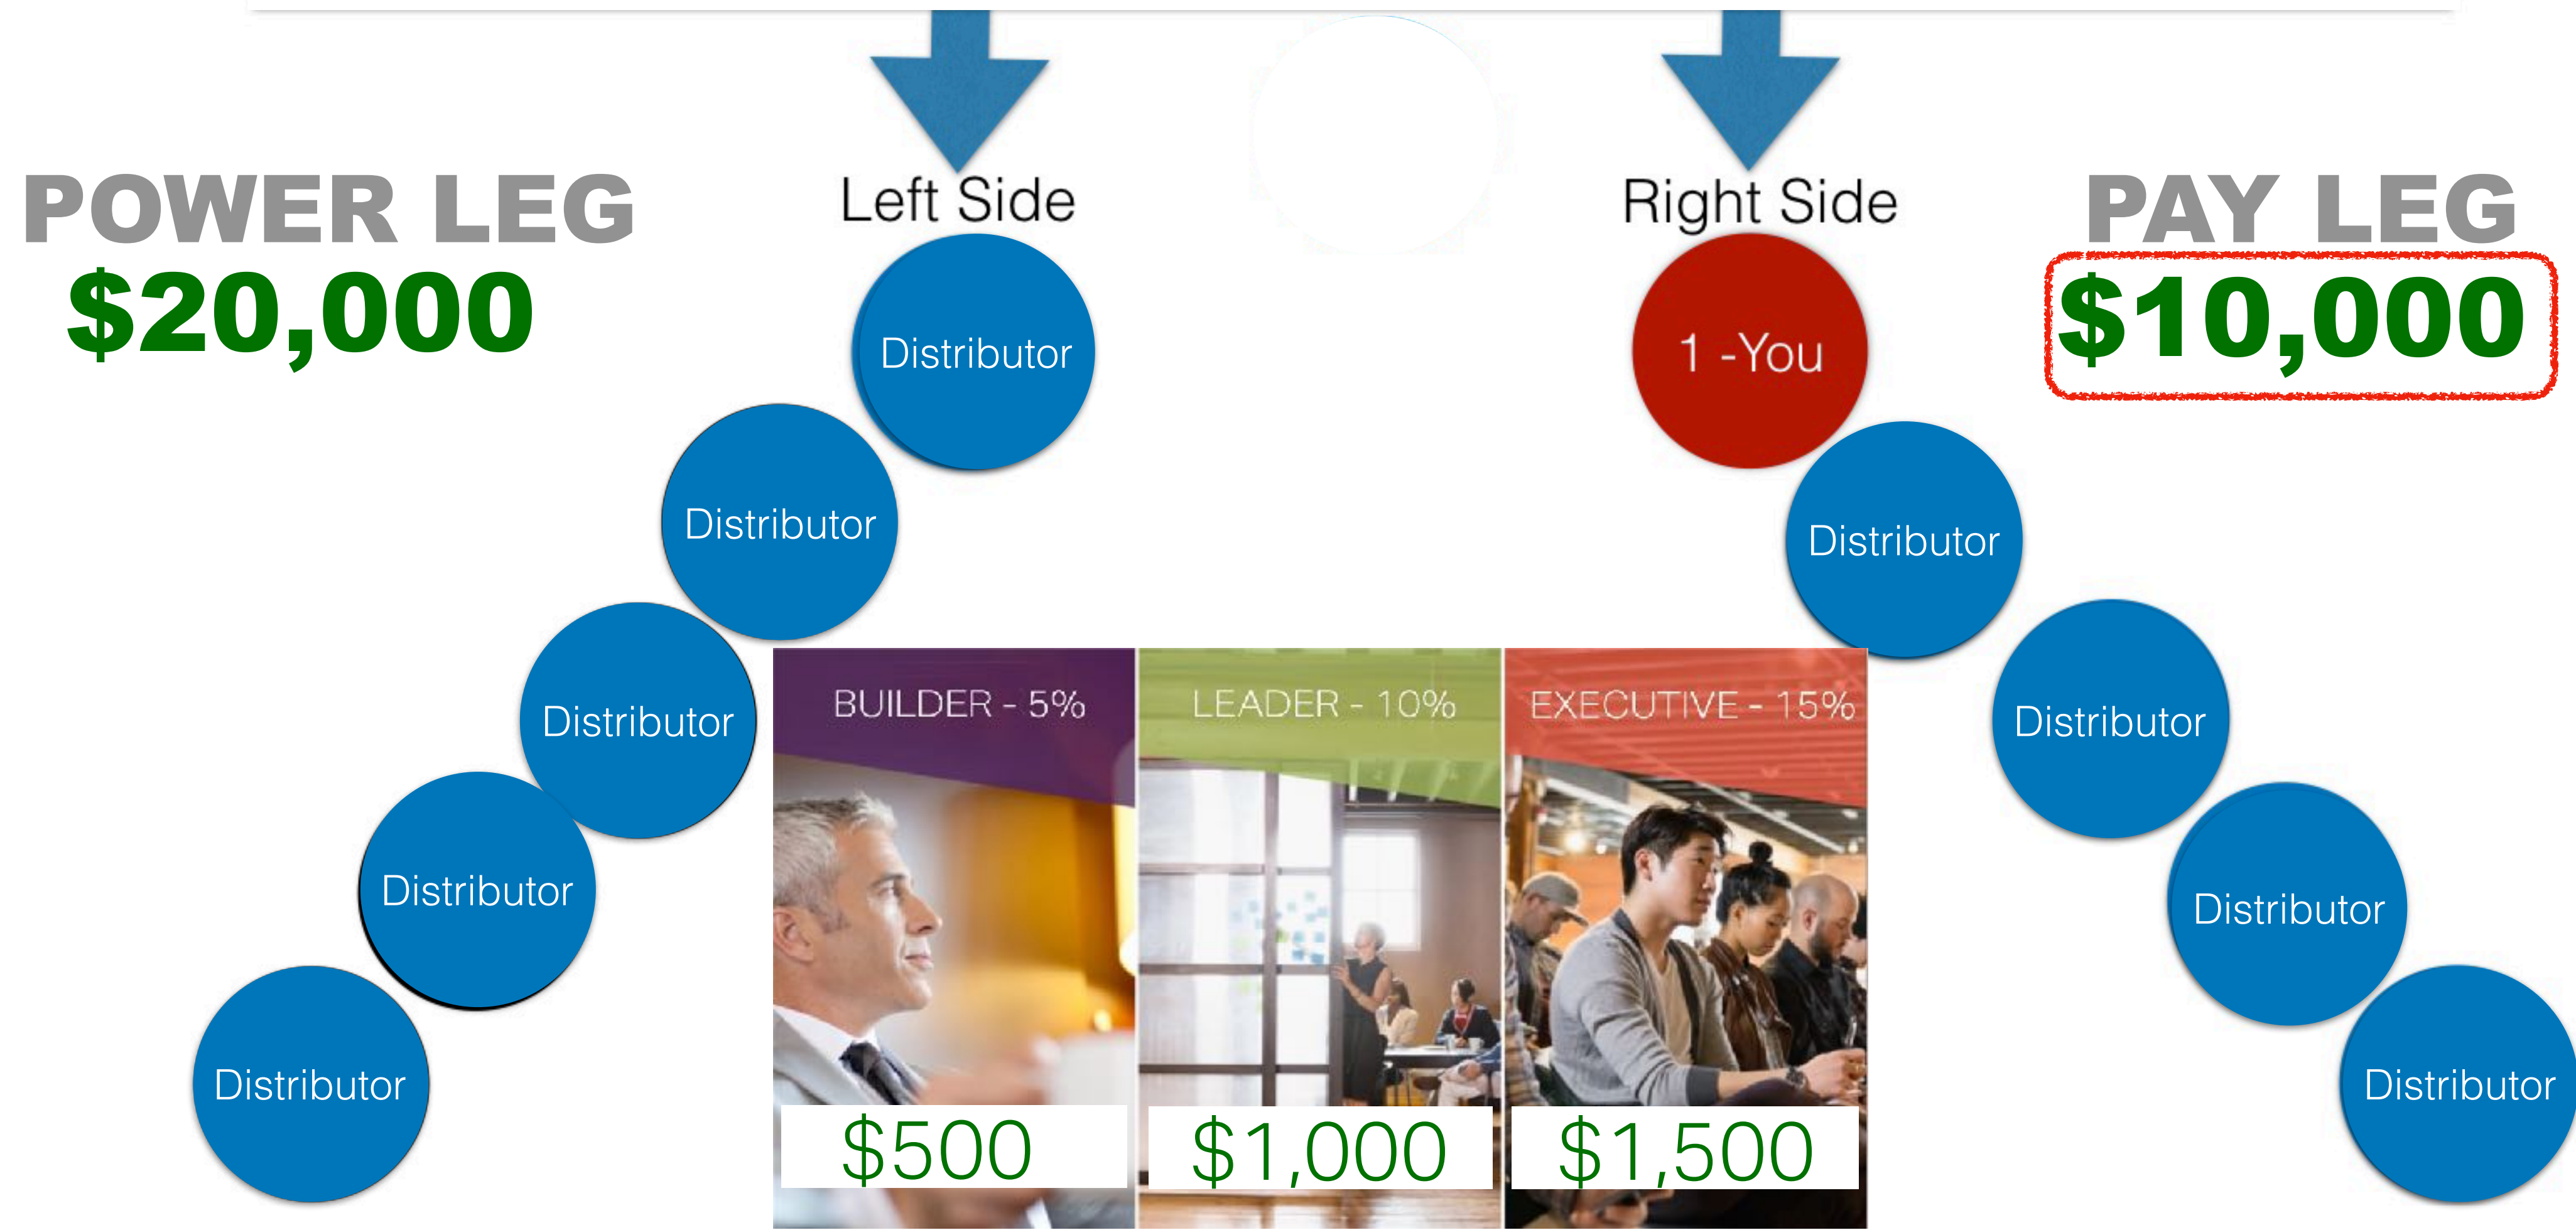 Left Side
Right Side
POWER LEG
$20,000
PAY LEG
$10,000
Distributor
1 -You
Distributor
Distributor
Distributor
Distributor
BUILDER - 5%
LEADER - 10%
EXECUTIVE - 15%
Distributor
Distributor
Distributor
Distributor
Distributor
$500
$1,000
$1,500